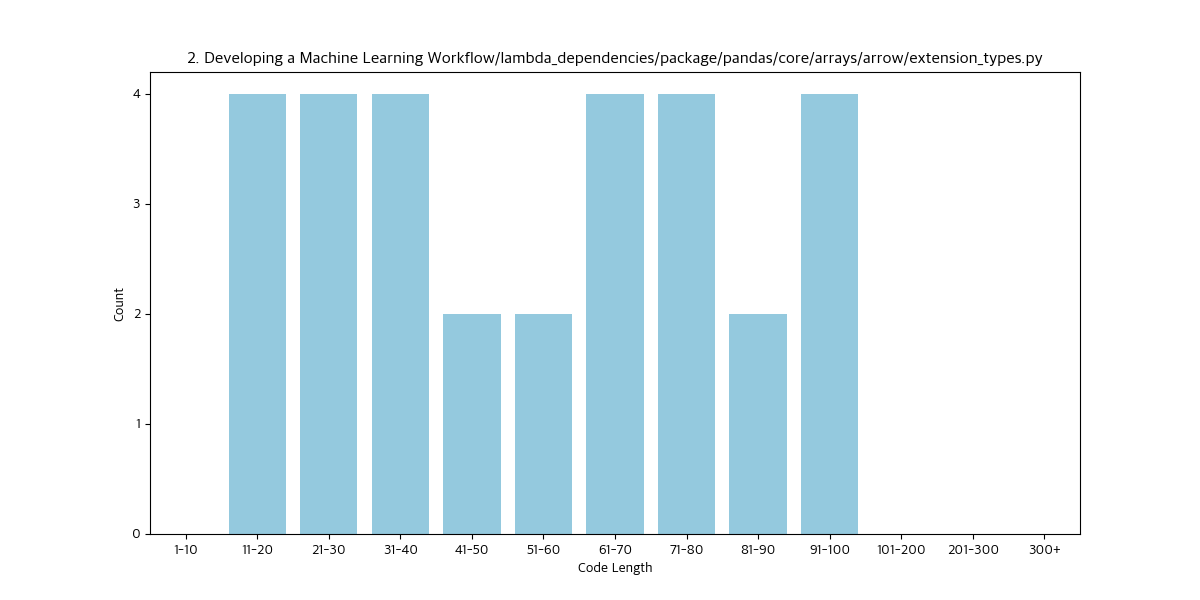 2. Developing a Machine Learning Workflow/lambda_dependencies/package/pandas/core/arrays/arrow/extension_types.py
4
3
2
1
0
Count
1-10 11-20 21-30 31-40 41-50 51-60 61-70 71-80 81-90 91-100 101-200 201-300 300+
Code Length